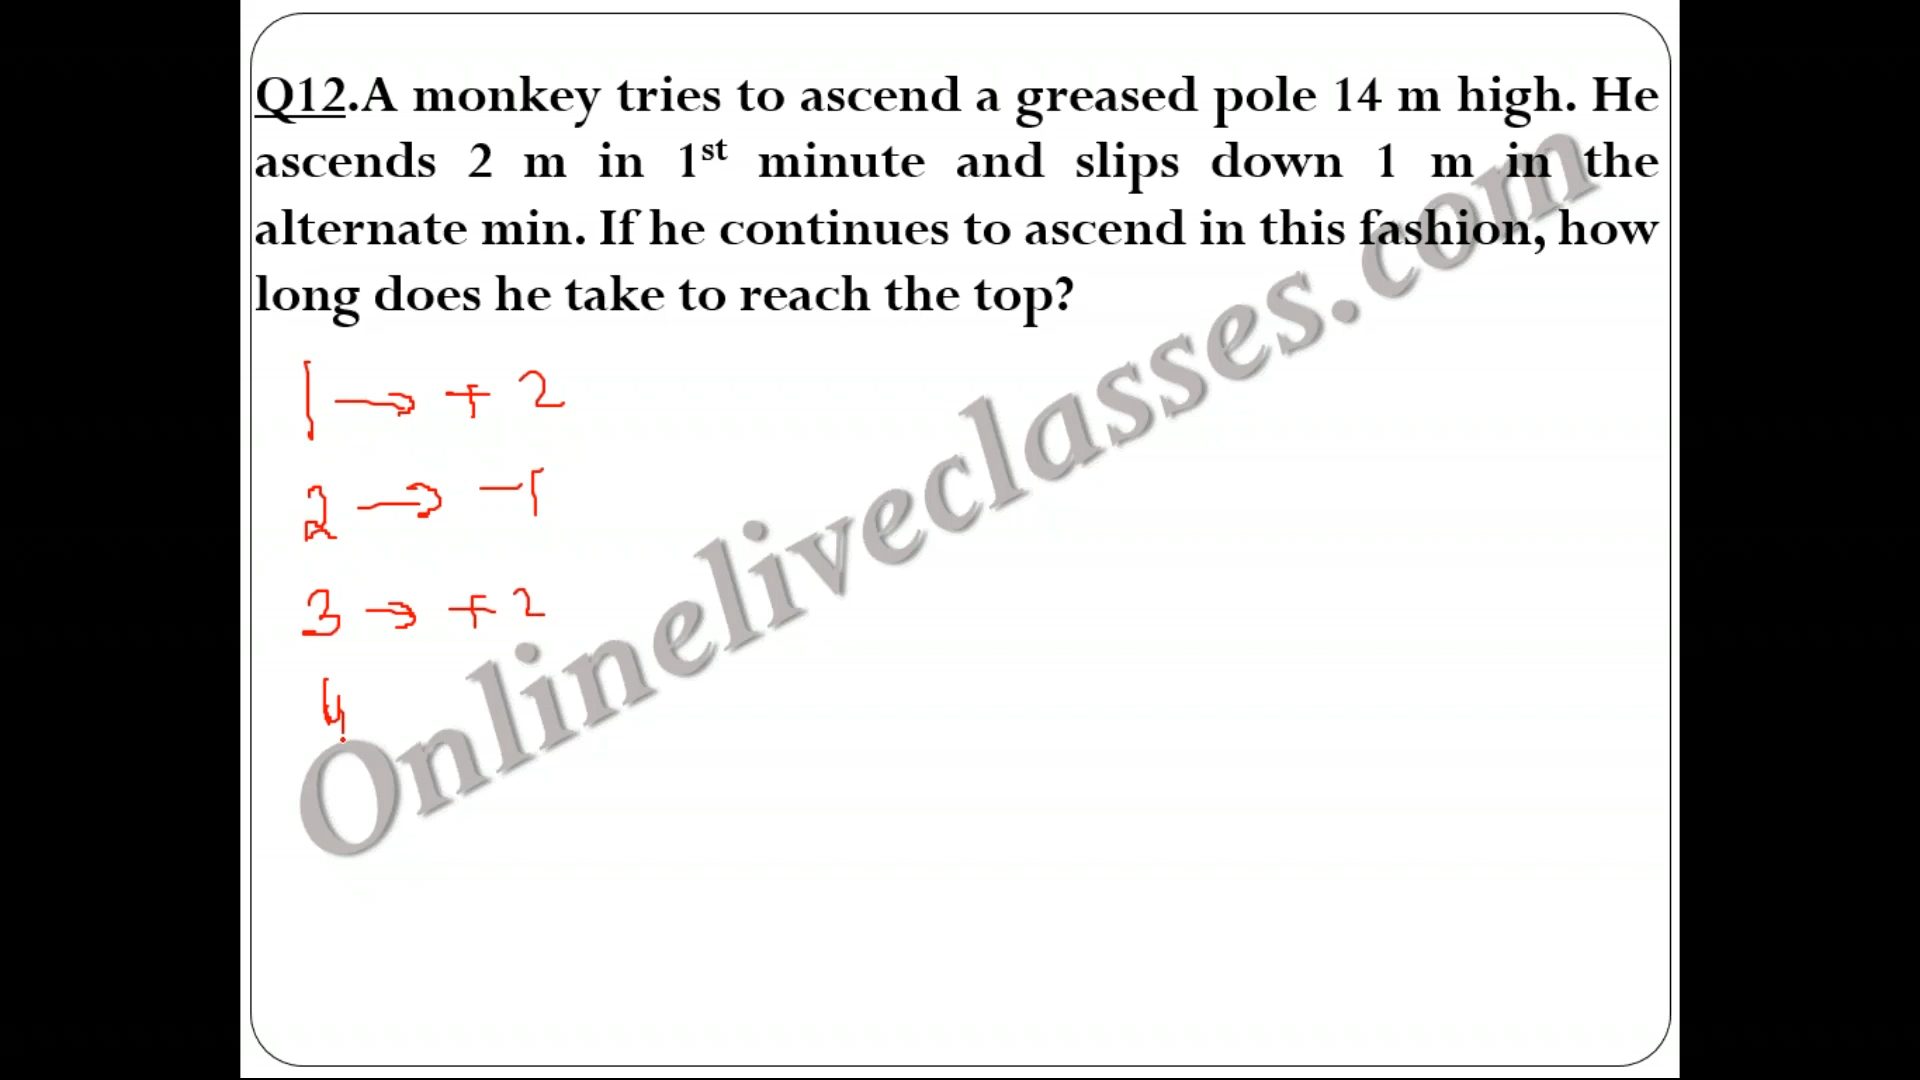 Q12.A monkey tries to ascend a greased pole 14 m high. He
ascends 2 m in 1st minute and slips down 1 m in the
alternate min. If he continues to ascend in this fashion, how
long does he take to reach the top?
1 → + 2
2 → -1
3 → + 2
4
Onlineliveclasses.com